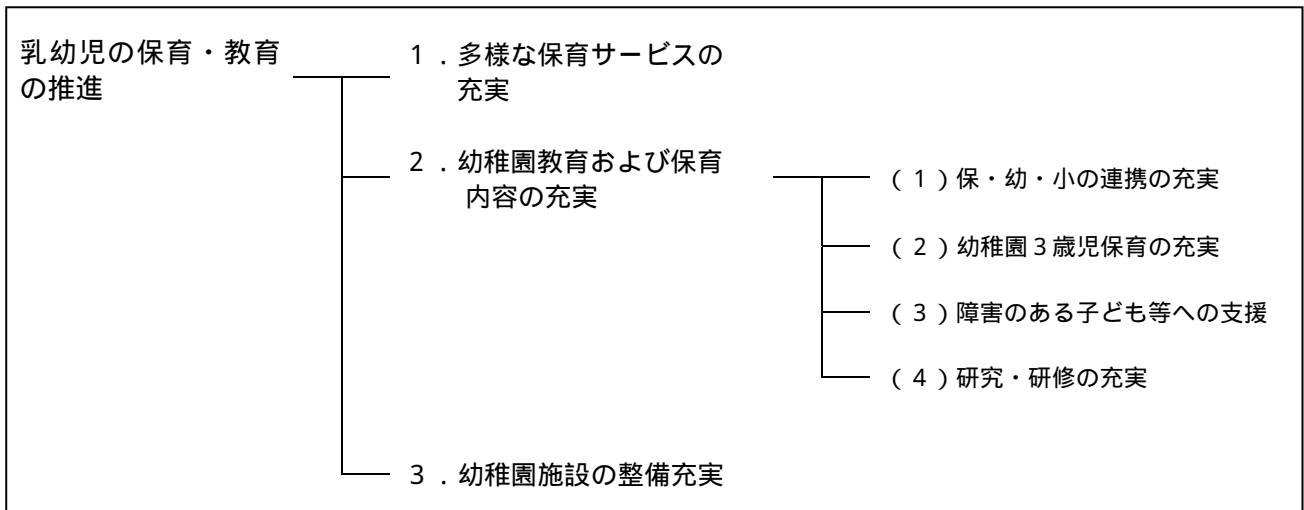 乳幼児の保育・教育
の推進
１．多様な保育サービスの
充実
２．幼稚園教育および保育
内容の充実
（１）保・幼・小の連携の充実
（２）幼稚園３歳児保育の充実
（３）障害のある子ども等への支援
（４）研究・研修の充実
３．幼稚園施設の整備充実